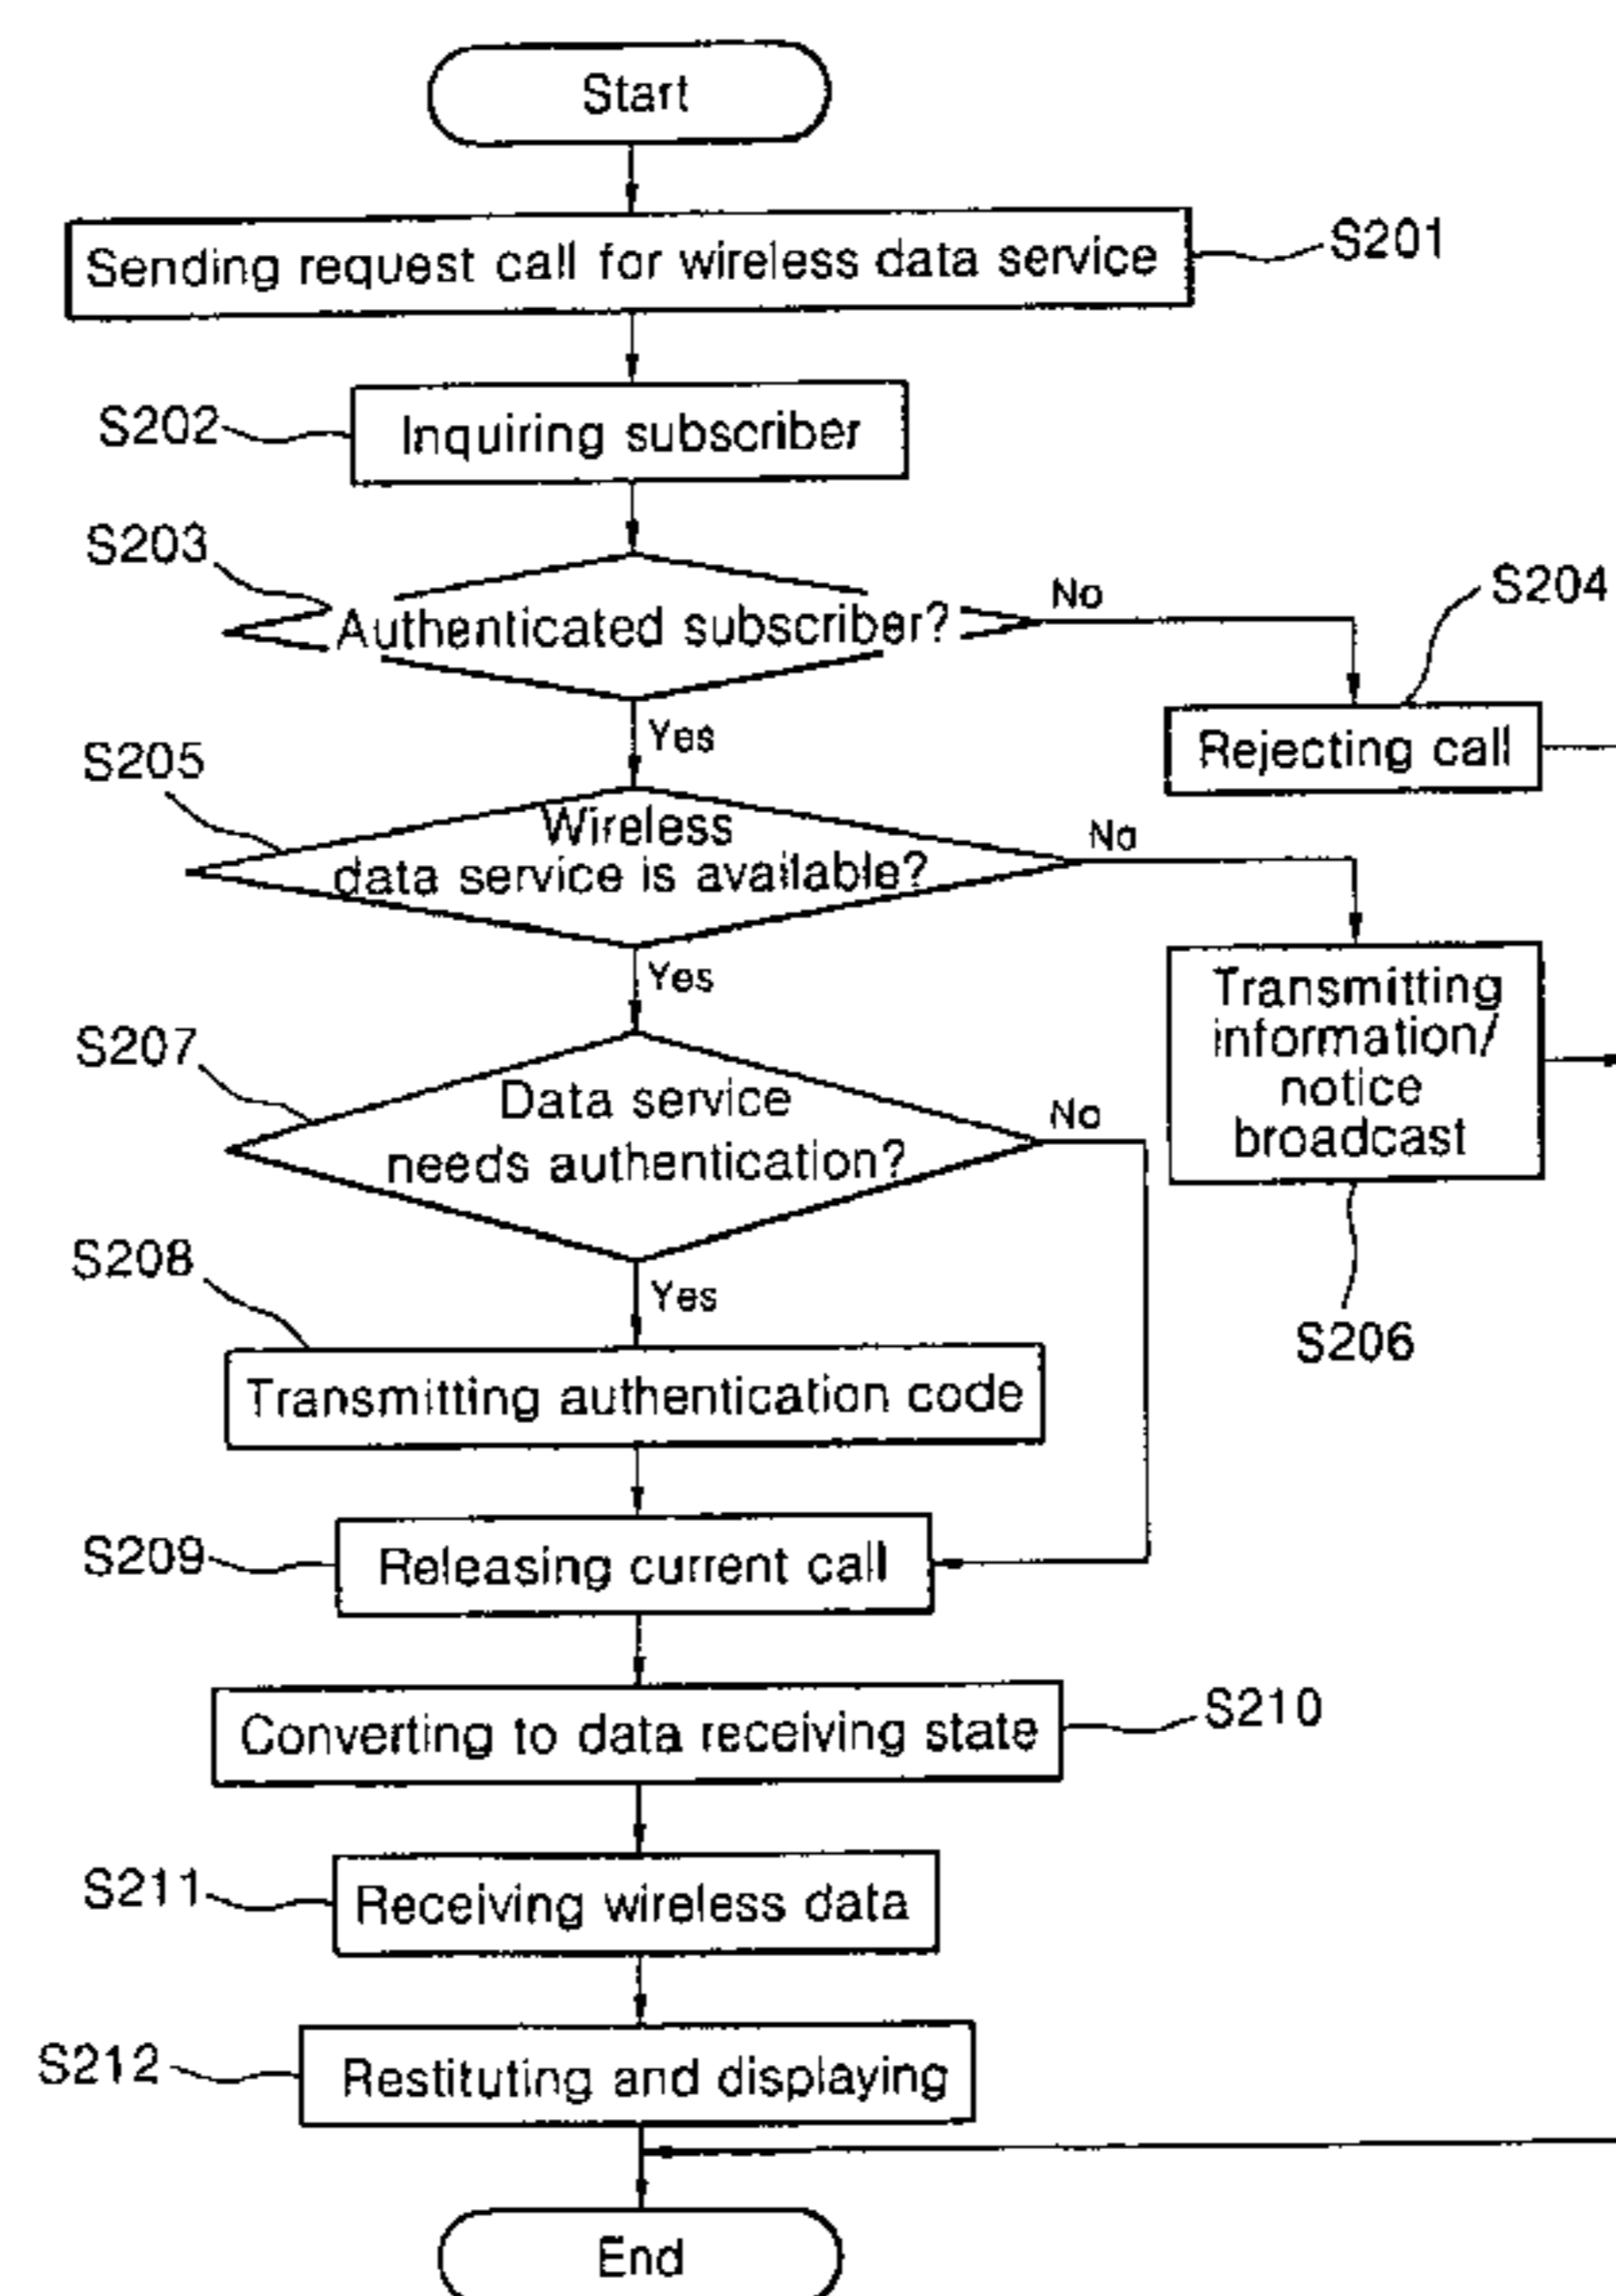 Start
Sending request call for wireless data service
S201
S202
Inquiring subscriber
S203
Authenticated subscriber?
No
S204
Yes
Rejecting call
S205
Wireless
data service is available?
No
Yes
Transmitting
information/
notice
broadcast
S206
S207
Data service
needs authentication?
No
Yes
S208
Transmitting authentication code
S209
Releasing current call
Converting to data receiving state
S210
S211
Receiving wireless data
S212
Restituting and displaying
End